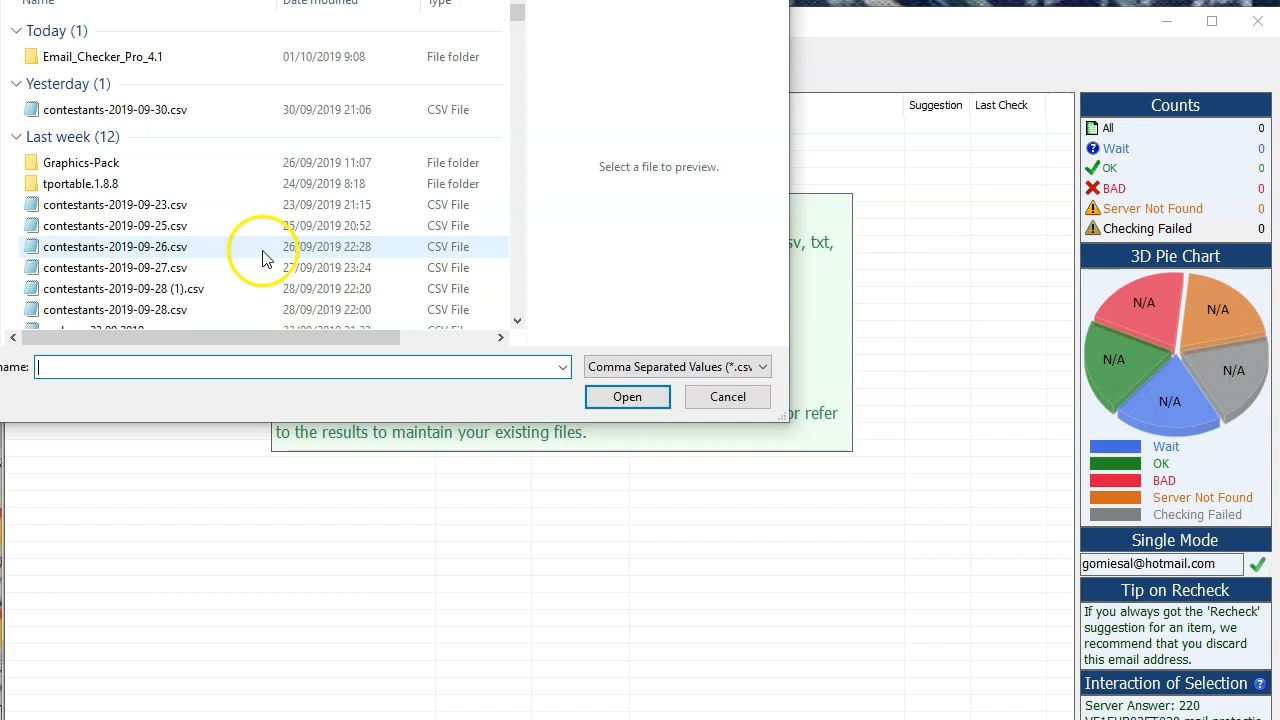 Name Date modified Type
Today (1)
Email_Checker_Pro_4.1 01/10/2019 9:08 File folder
Yesterday (1)
contestants-2019-09-30.csv 30/09/2019 21:06 CSV File
Last week (12)
Graphics-Pack 26/09/2019 11:07 File folder
tportable.1.8.8 24/09/2019 8:18 File folder
contestants-2019-09-23.csv 23/09/2019 21:15 CSV File
contestants-2019-09-25.csv 25/09/2019 20:52 CSV File
contestants-2019-09-26.csv 26/09/2019 22:28 CSV File
contestants-2019-09-27.csv 27/09/2019 23:24 CSV File
contestants-2019-09-28 (1).csv 28/09/2019 22:20 CSV File
contestants-2019-09-28.csv 28/09/2019 22:00 CSV File
Select a file to preview.
name:
Comma Separated Values (*.csv
Open Cancel
sv, txt,
or refer
to the results to maintain your existing files.
Suggestion Last Check
Counts
All 0
Wait 0
OK 0
BAD 0
Server Not Found 0
Checking Failed 0
3D Pie Chart
N/A
N/A
N/A
N/A
N/A
Wait
OK
BAD
Server Not Found
Checking Failed
Single Mode
gomiesal@hotmail.com
Tip on Recheck
If you always got the 'Recheck'
suggestion for an item, we
recommend that you discard
this email address.
Interaction of Selection
Server Answer: 220